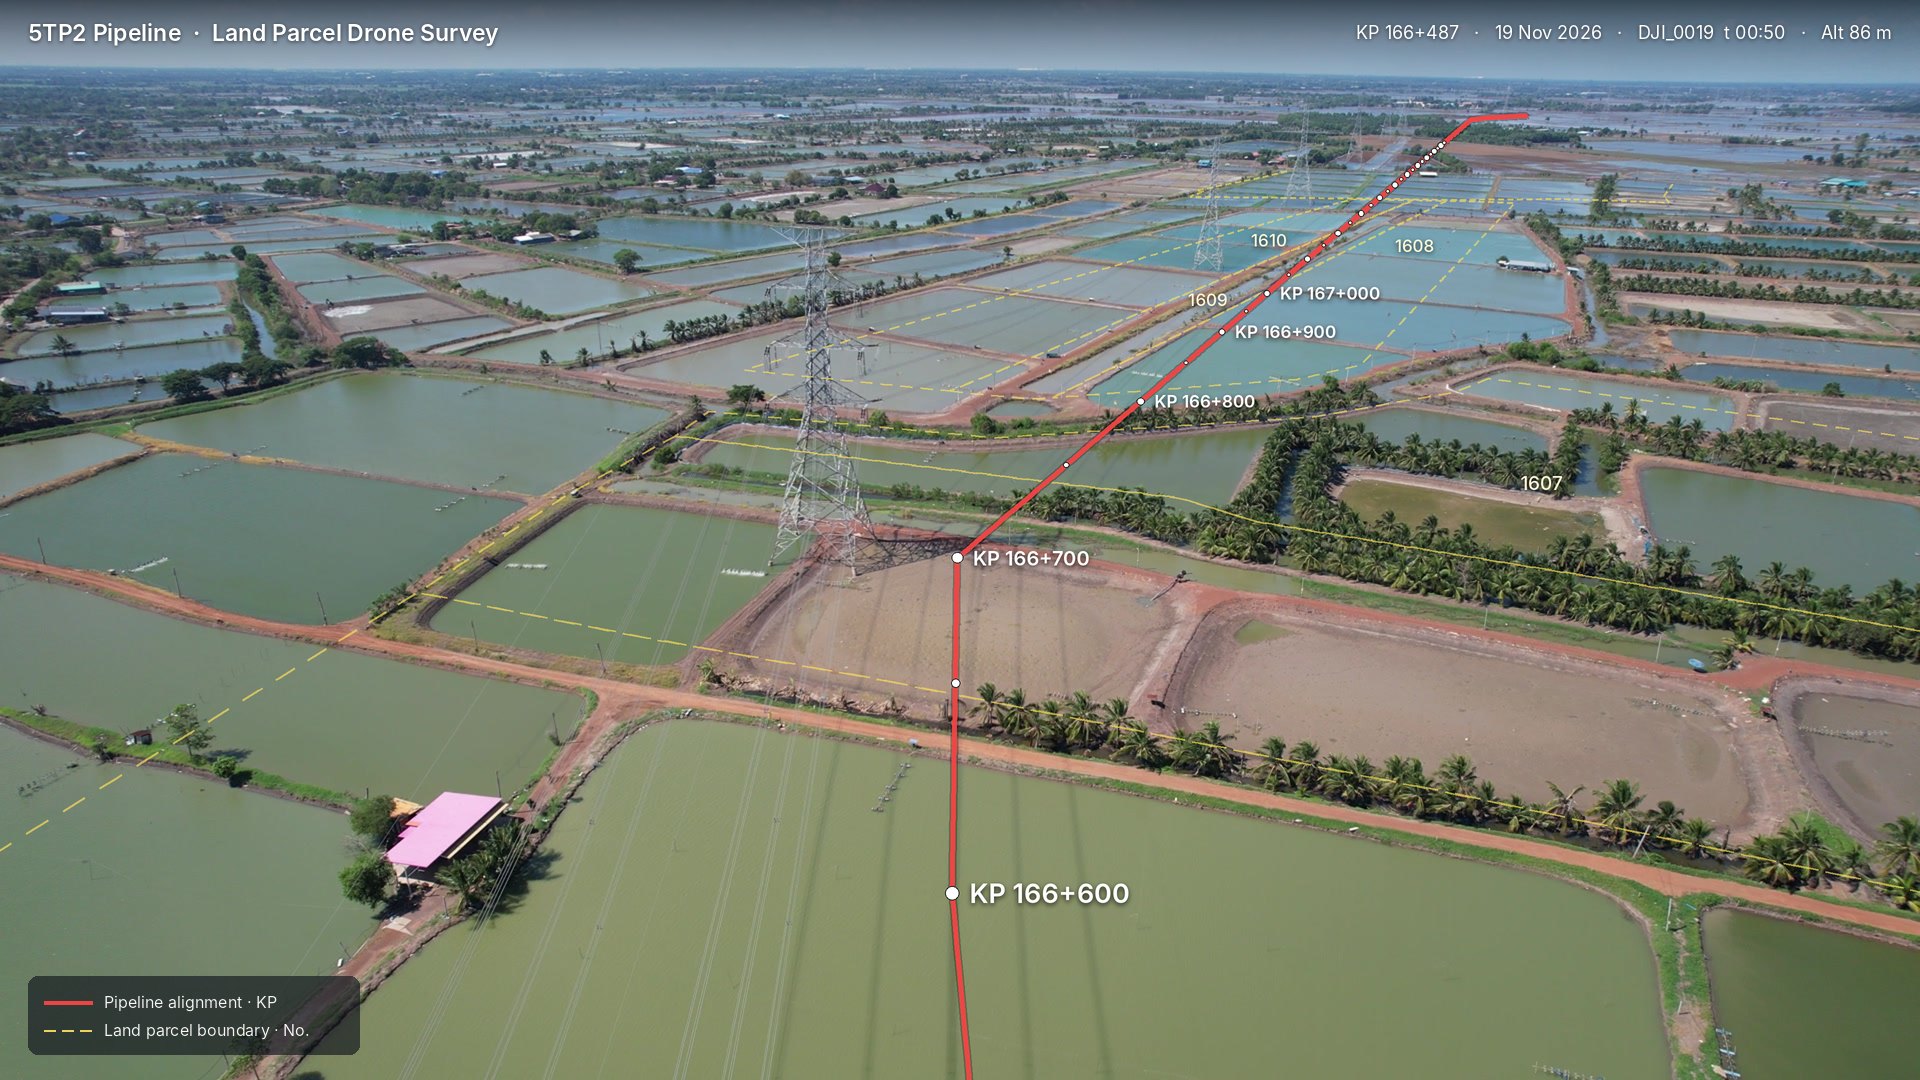 5TP2 Pipeline · Land Parcel Drone Survey
KP 166+487 · 19 Nov 2026 · DJI_0019 t 00:50 · Alt 86 m
1610
1608
1609
KP 167+000
KP 166+900
KP 166+800
1607
KP 166+700
KP 166+600
Pipeline alignment · KP
Land parcel boundary · No.